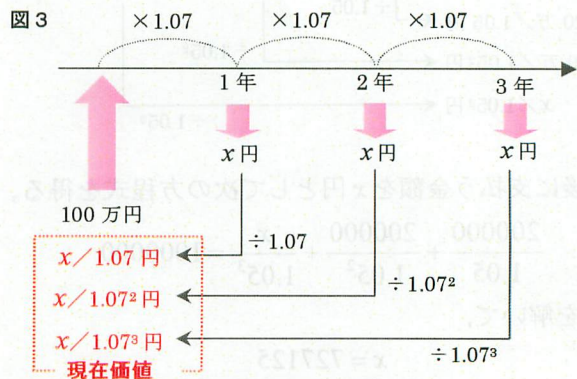 図3
×1.07 ×1.07 ×1.07
1年 2年 3年
x円 x円 x円
100万円
÷1.07
x／1.07円
÷1.07²
x／1.07²円
x／1.07³円
÷1.07³
現在価値